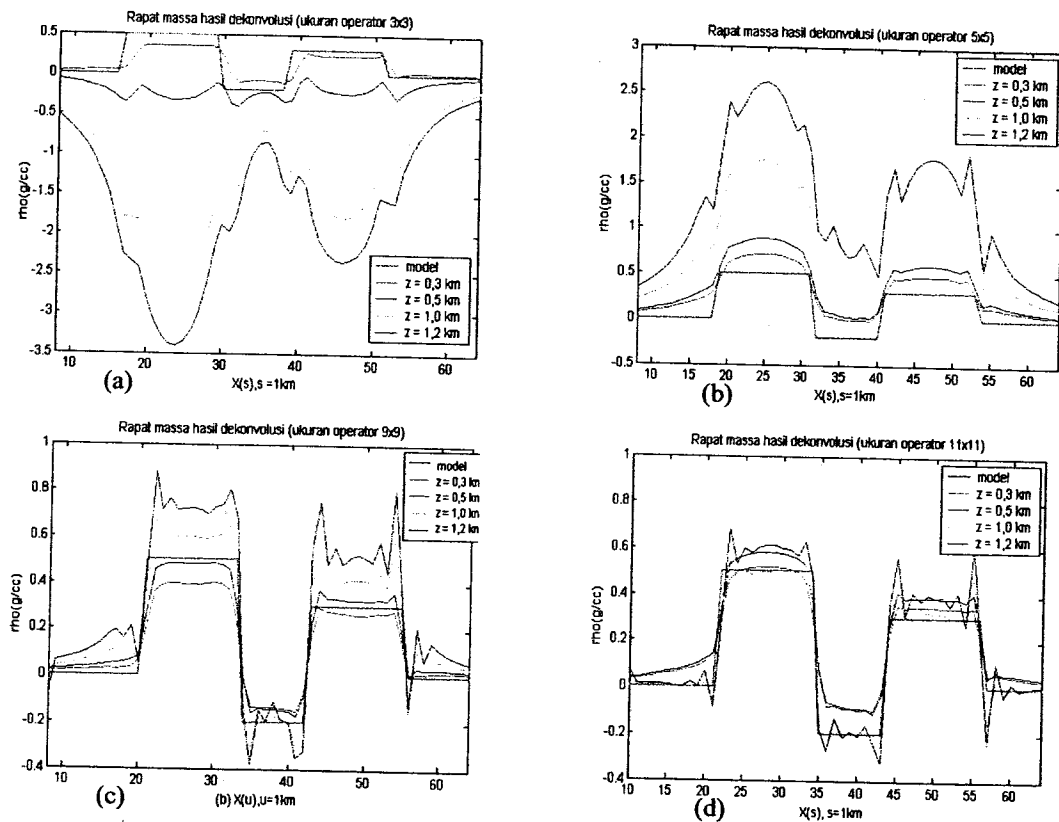 Rapat massa hasil dekonvolusi (ukuran operator 3x3)
0.5
0
-0.5
-1
-1.5
-2
-2.5
-3
-3.5
rho(g/cc)
model
z = 0,3 km
z = 0,5 km
z = 1,0 km
z = 1,2 km
10 20 30 40 50 60
X(s),s=1km
(a)
Rapat massa hasil dekonvolusi (ukuran operator 5x5)
3
2.5
2
1.5
1
0.5
0
-0.5
rho(g/cc)
model
z = 0,3 km
z = 0,5 km
z = 1,0 km
z = 1,2 km
10 15 20 25 30 35 40 45 50 55 60
X(s),s=1km
(b)
Rapat massa hasil dekonvolusi (ukuran operator 9x9)
1
0.8
0.6
0.4
0.2
0
-0.2
-0.4
rho(g/cc)
model
z = 0,3 km
z = 0,5 km
z = 1,0 km
z = 1,2 km
10 20 30 40 50 60
(b) X(u),u=1km
(c)
Rapat massa hasil dekonvolusi (ukuran operator 11x11)
1
0.8
0.6
0.4
0.2
0
-0.2
-0.4
rho(g/cc)
model
z = 0,3 km
z = 0,5 km
z = 1,0 km
z = 1,2 km
10 15 20 25 30 35 40 45 50 55 60
X(s), s=1km
(d)